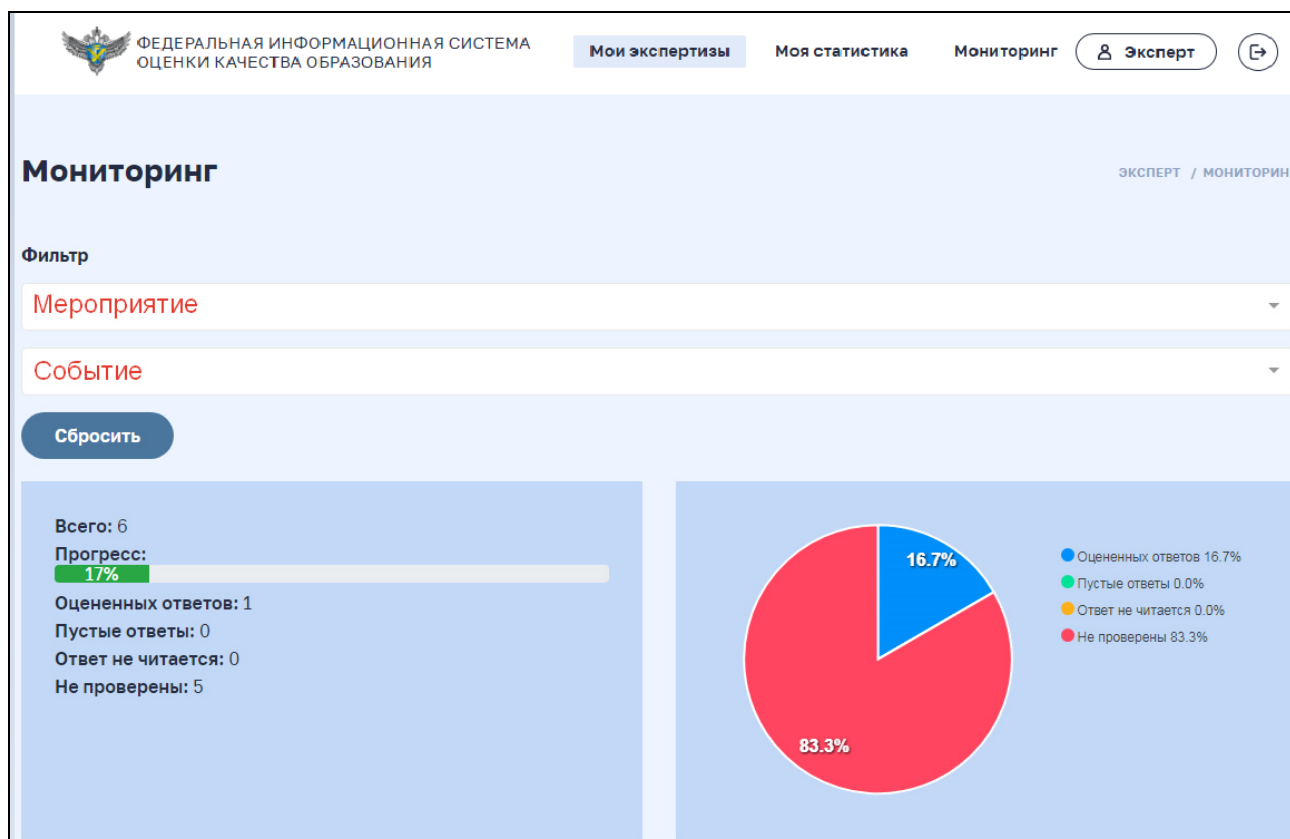 ФЕДЕРАЛЬНАЯ ИНФОРМАЦИОННАЯ СИСТЕМА
ОЦЕНКИ КАЧЕСТВА ОБРАЗОВАНИЯ
Мои экспертизы
Моя статистика
Мониторинг
Эксперт
Мониторинг
ЭКСПЕРТ / МОНИТОРИН
Фильтр
Мероприятие
Событие
Сбросить
Всего: 6
Прогресс:
17%
Оцененных ответов: 1
Пустые ответы: 0
Ответ не читается: 0
Не проверены: 5
16.7%
83.3%
Оцененных ответов 16.7%
Пустые ответы 0.0%
Ответ не читается 0.0%
Не проверены 83.3%